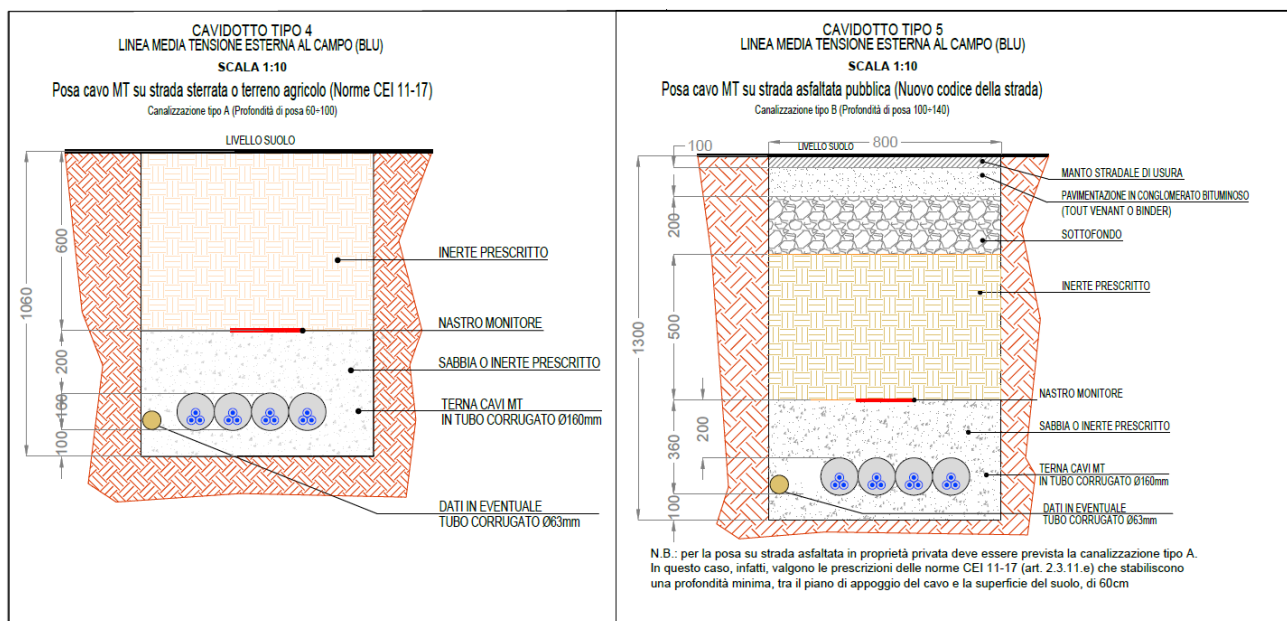 CAVIDOTTO TIPO 4
LINEA MEDIA TENSIONE ESTERNA AL CAMPO (BLU)
SCALA 1:10
Posa cavo MT su strada sterrata o terreno agricolo (Norme CEI 11-17)
Canalizzazione tipo A (Profondità di posa 60÷100)
LIVELLO SUOLO
1060
600
200
100
INERTE PRESCRITTO
NASTRO MONITORE
SABBIA O INERTE PRESCRITTO
TERNA CAVI MT
IN TUBO CORRUGATO Ø160mm
DATI IN EVENTUALE
TUBO CORRUGATO Ø63mm
CAVIDOTTO TIPO 5
LINEA MEDIA TENSIONE ESTERNA AL CAMPO (BLU)
SCALA 1:10
Posa cavo MT su strada asfaltata pubblica (Nuovo codice della strada)
Canalizzazione tipo B (Profondità di posa 100÷140)
100
LIVELLO SUOLO
800
1300
200
500
360
200
100
MANTO STRADALE DI USURA
PAVIMENTAZIONE IN CONGLOMERATO BITUMINOSO
(TOUT VENANT O BINDER)
SOTTOFONDO
INERTE PRESCRITTO
NASTRO MONITORE
SABBIA O INERTE PRESCRITTO
TERNA CAVI MT
IN TUBO CORRUGATO Ø160mm
DATI IN EVENTUALE
TUBO CORRUGATO Ø63mm
N.B.: per la posa su strada asfaltata in proprietà privata deve essere prevista la canalizzazione tipo A.
In questo caso, infatti, valgono le prescrizioni delle norme CEI 11-17 (art. 2.3.11.e) che stabiliscono
una profondità minima, tra il piano di appoggio del cavo e la superficie del suolo, di 60cm